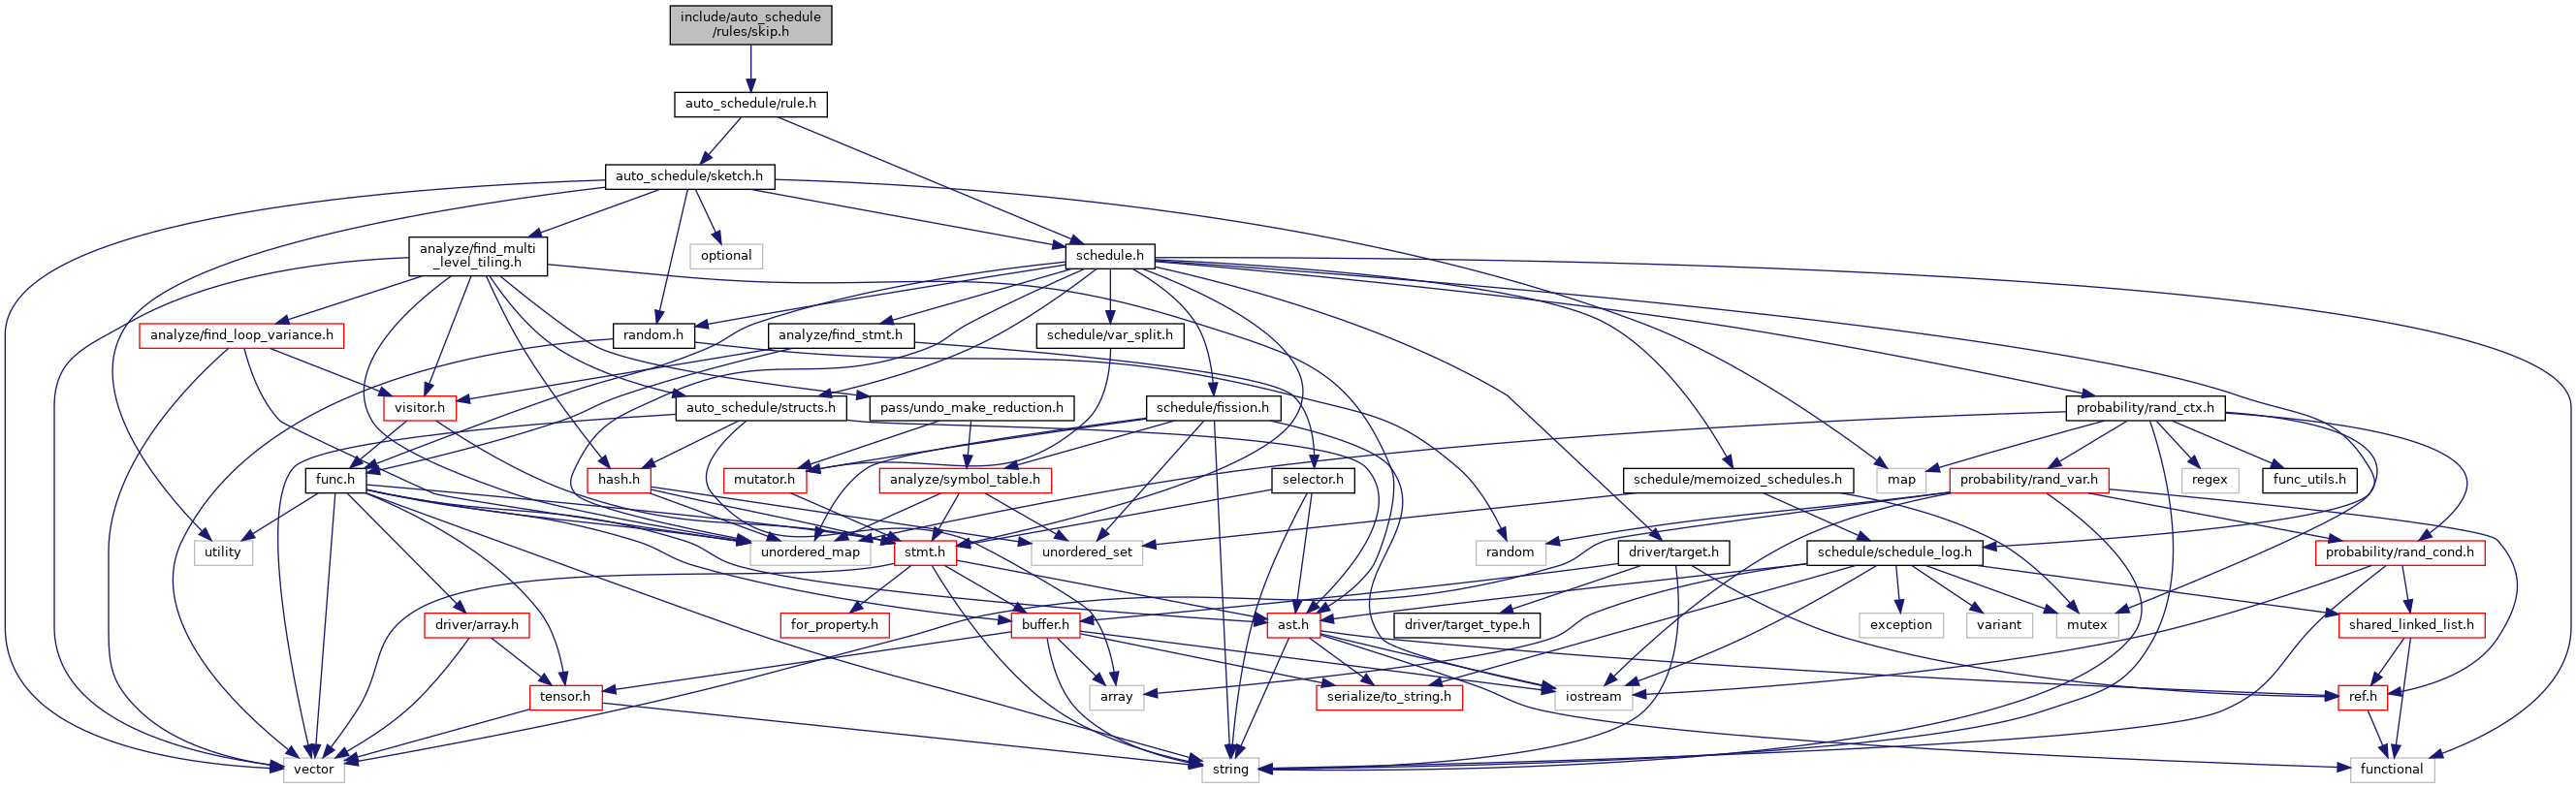 include/auto_schedule
/rules/skip.h
auto_schedule/rule.h
auto_schedule/sketch.h
analyze/find_multi
_level_tiling.h
optional
schedule.h
analyze/find_loop_variance.h
random.h
analyze/find_stmt.h
schedule/var_split.h
visitor.h
auto_schedule/structs.h
pass/undo_make_reduction.h
schedule/fission.h
probability/rand_ctx.h
func.h
hash.h
mutator.h
analyze/symbol_table.h
selector.h
schedule/memoized_schedules.h
map
probability/rand_var.h
regex
func_utils.h
utility
unordered_map
stmt.h
unordered_set
random
driver/target.h
schedule/schedule_log.h
probability/rand_cond.h
driver/array.h
for_property.h
buffer.h
ast.h
driver/target_type.h
exception
variant
mutex
shared_linked_list.h
tensor.h
array
serialize/to_string.h
iostream
ref.h
vector
string
functional